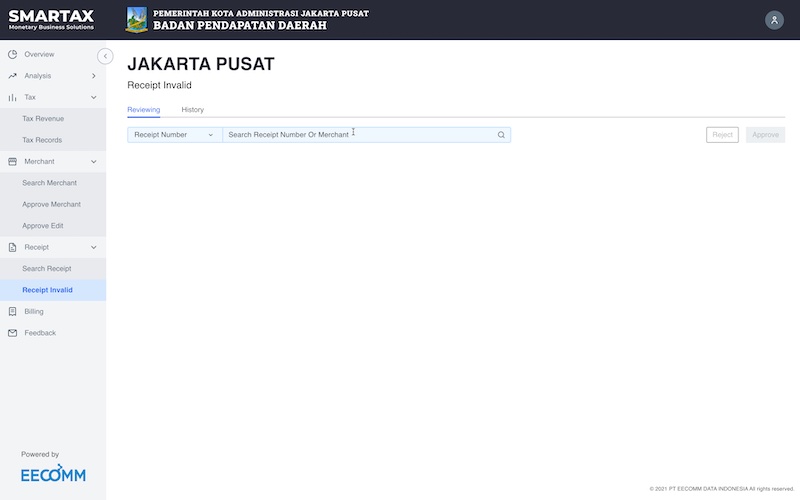 SMARTAX
Monetary Business Solutions
PEMERINTAH KOTA ADMINISTRASI JAKARTA PUSAT
BADAN PENDAPATAN DAERAH
Overview
Analysis
Tax
Tax Revenue
Tax Records
Merchant
Search Merchant
Approve Merchant
Approve Edit
Receipt
Search Receipt
Receipt Invalid
Billing
Feedback
Powered by
EECOMM
JAKARTA PUSAT
Receipt Invalid
Reviewing History
Receipt Number Search Receipt Number Or Merchant Reject Approve
© 2021 PT EECOMM DATA INDONESIA All rights reserved